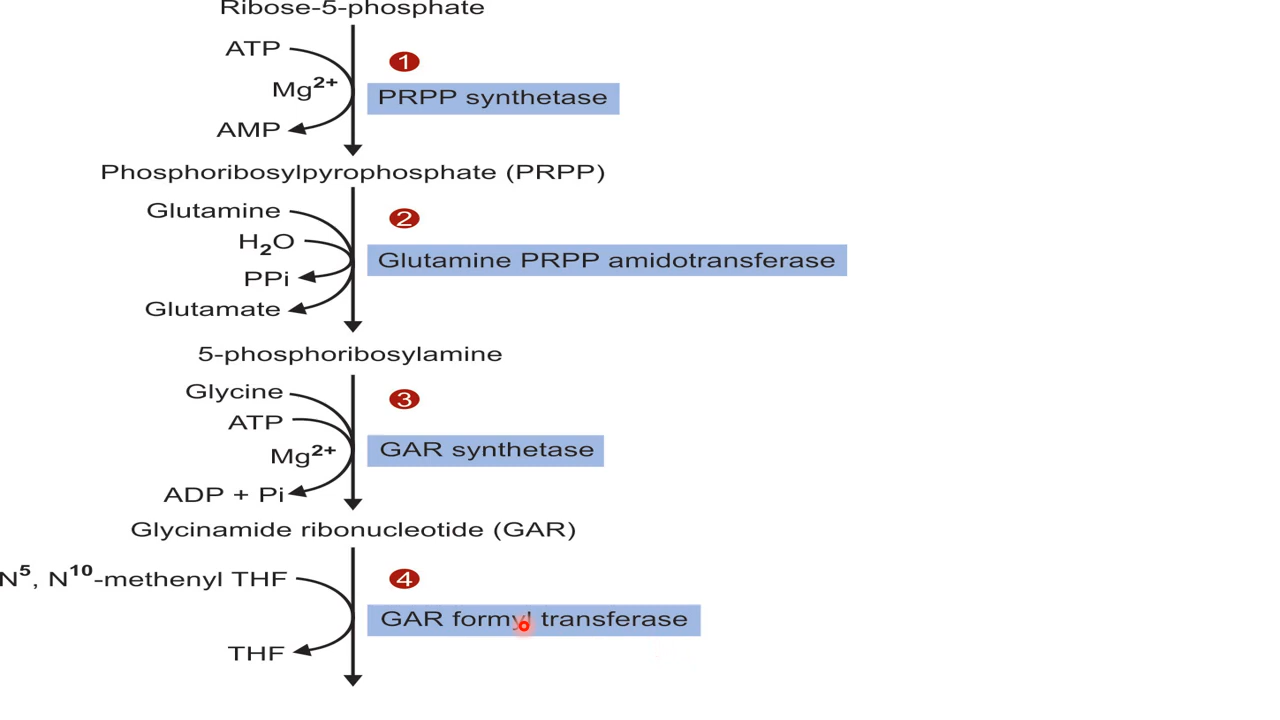 Ribose-5-phosphate
ATP
1
Mg²⁺
PRPP synthetase
AMP
Phosphoribosylpyrophosphate (PRPP)
Glutamine
2
H₂O
Glutamine PRPP amidotransferase
PPi
Glutamate
5-phosphoribosylamine
Glycine
3
ATP
Mg²⁺
GAR synthetase
ADP + Pi
Glycinamide ribonucleotide (GAR)
N⁵, N¹⁰-methenyl THF
4
GAR formyl transferase
THF